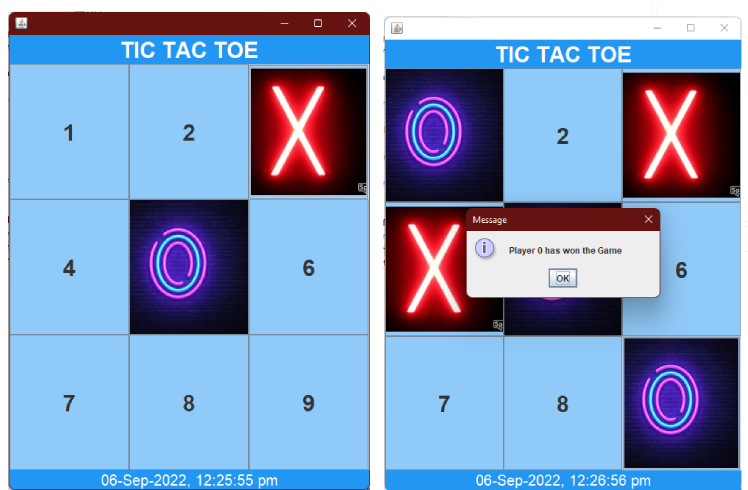 TIC TAC TOE
1 2
4 6
7 8 9
06-Sep-2022, 12:25:55 pm
TIC TAC TOE
2
Message
Player 0 has won the Game
OK
6
7 8
06-Sep-2022, 12:26:56 pm